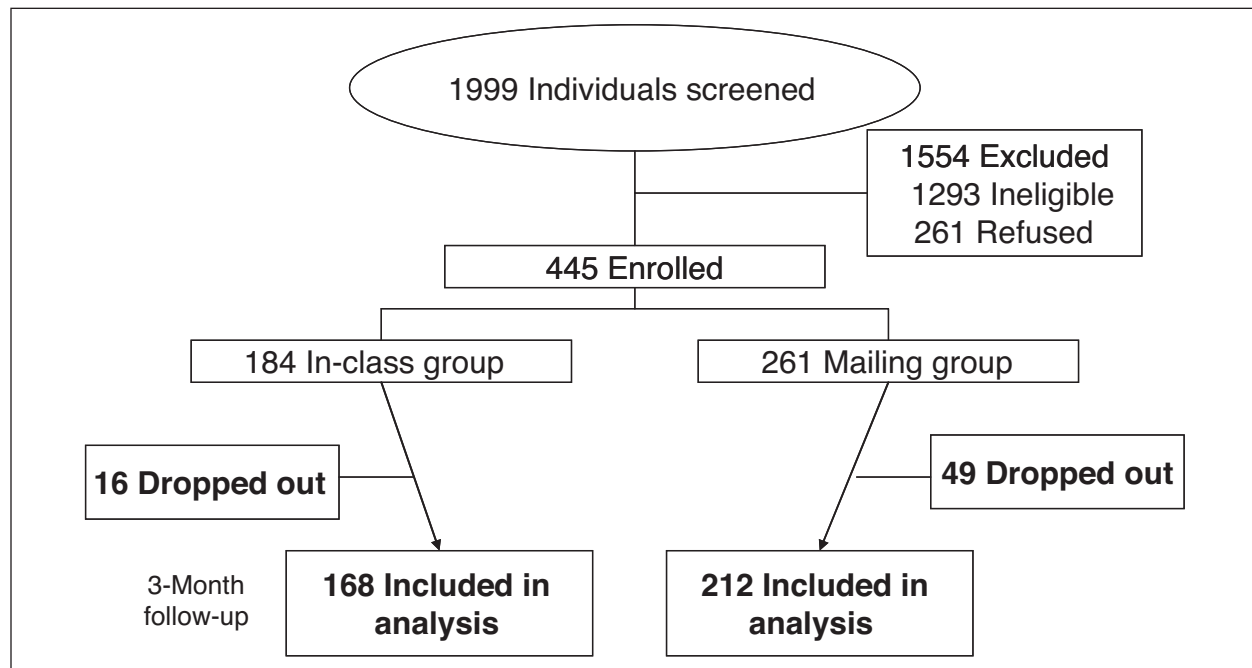 1999 Individuals screened
1554 Excluded
1293 Ineligible
261 Refused
445 Enrolled
184 In-class group
261 Mailing group
16 Dropped out
49 Dropped out
3-Month
follow-up
168 Included in
analysis
212 Included in
analysis